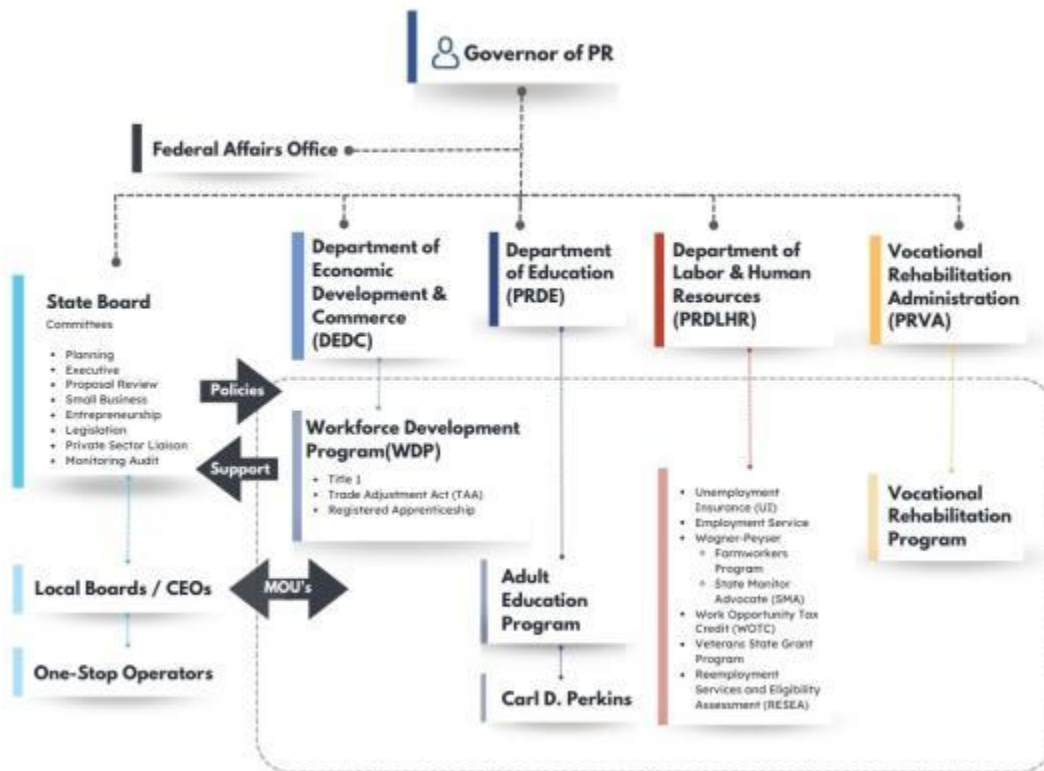 Governor of PR
Federal Affairs Office
State Board
Committees
• Planning
• Executive
• Proposal Review
• Small Business
• Entrepreneurship
• Legislation
• Private Sector Liaison
• Monitoring Audit
Department of
Economic
Development &
Commerce
(DEDC)
Department
of Education
(PRDE)
Department of
Labor & Human
Resources
(PRDLHR)
Vocational
Rehabilitation
Administration
(PRVA)
Policies
Support
MOU's
Workforce Development
Program(WDP)
• Title 1
• Trade Adjustment Act (TAA)
• Registered Apprenticeship
Local Boards / CEOs
One-Stop Operators
Adult
Education
Program
Carl D. Perkins
• Unemployment
Insurance (UI)
• Employment Service
• Wagner-Peyser
○ Farmworkers
Program
○ State Monitor
Advocate (SMA)
• Work Opportunity Tax
Credit (WOTC)
• Veterans State Grant
Program
• Reemployment
Services and Eligibility
Assessment (RESEA)
Vocational
Rehabilitation
Program